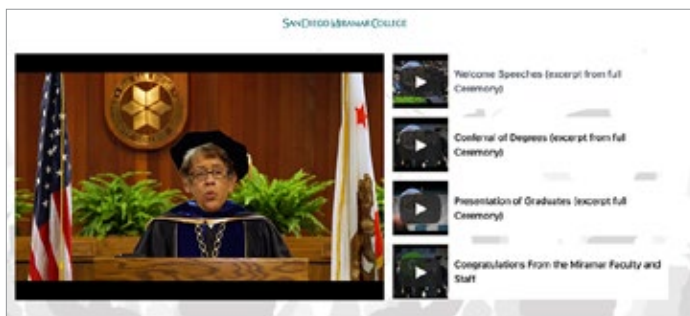 SAN DIEGO MIRAMAR COLLEGE
Welcome Speeches (excerpt from full
Ceremony)
Conferral of Degrees (excerpt from full
Ceremony)
Presentation of Graduates (excerpt full
Ceremony)
Congratulations From the Miramar Faculty and
Staff